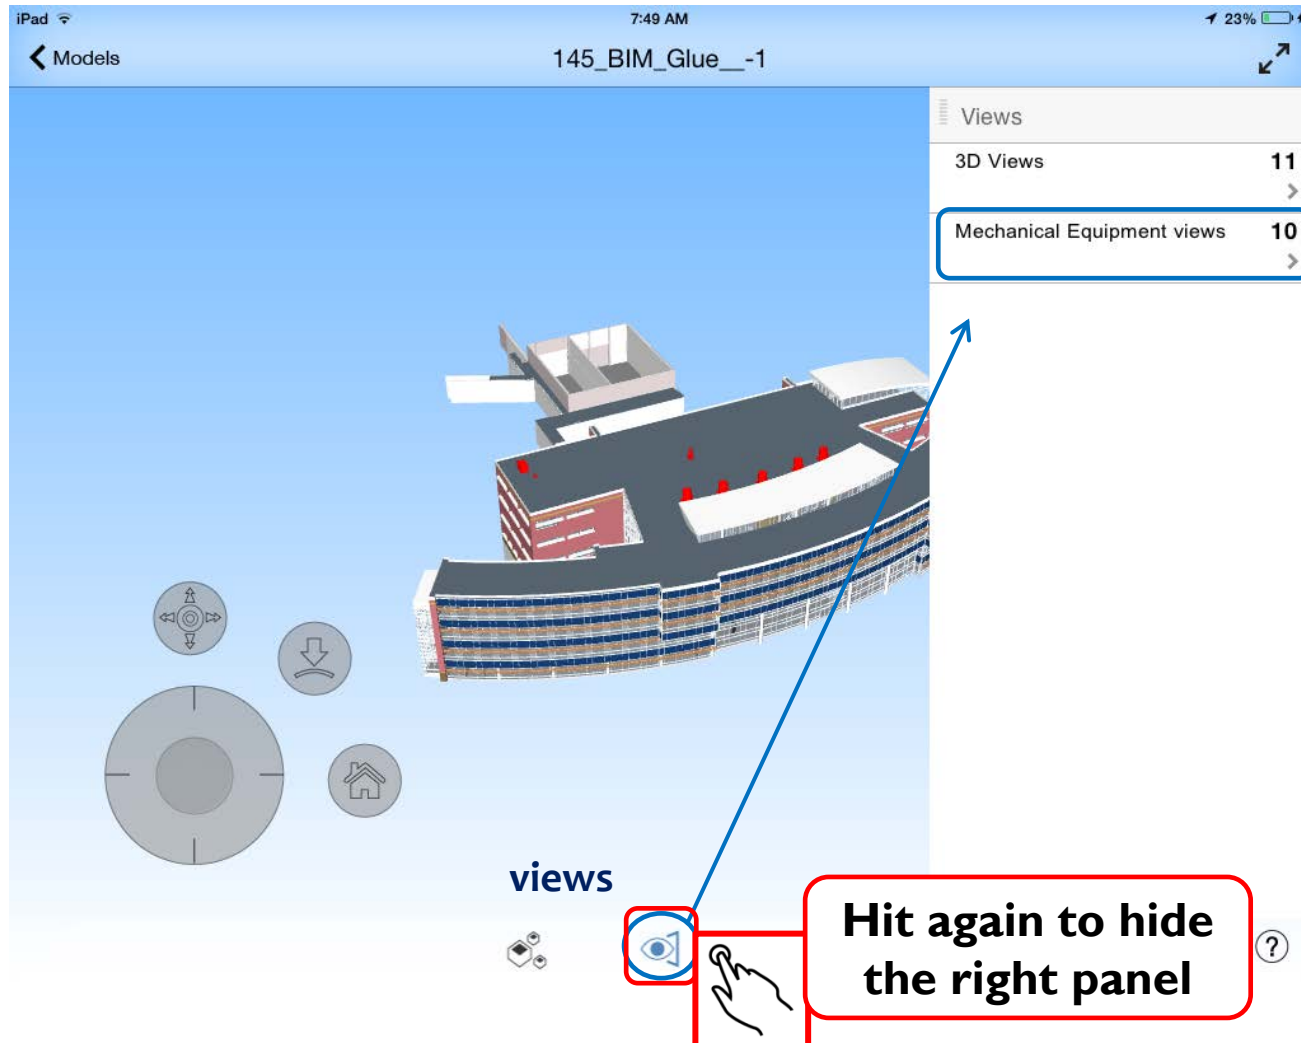 iPad
7:49 AM
23%
Models
145_BIM_Glue__-1
Views
3D Views
11
Mechanical Equipment views
10
views
Hit again to hide
the right panel
?